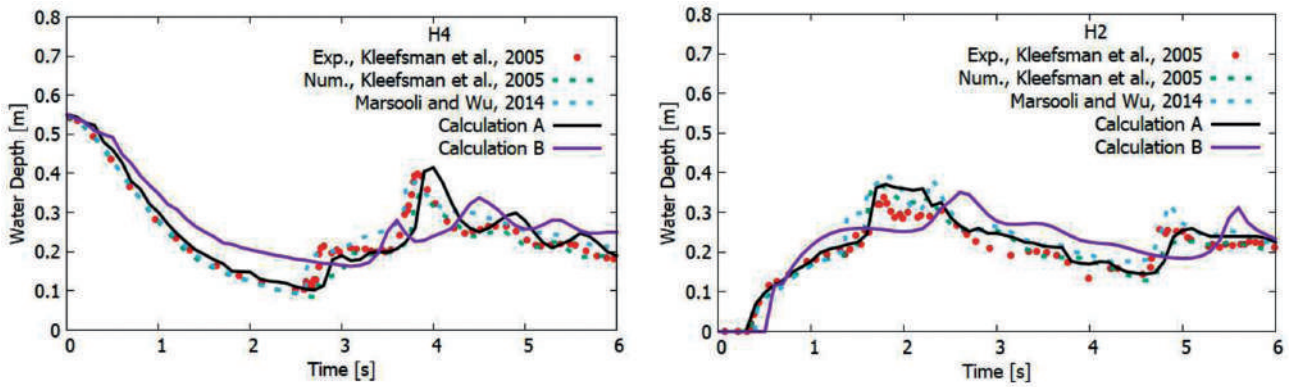 0.8
0.7
0.6
0.5
0.4
0.3
0.2
0.1
0
Water Depth [m]
H4
Exp., Kleefsman et al., 2005
Num., Kleefsman et al., 2005
Marsooli and Wu, 2014
Calculation A
Calculation B
0 1 2 3 4 5 6
Time [s]
0.8
0.7
0.6
0.5
0.4
0.3
0.2
0.1
0
Water Depth [m]
H2
Exp., Kleefsman et al., 2005
Num., Kleefsman et al., 2005
Marsooli and Wu, 2014
Calculation A
Calculation B
0 1 2 3 4 5 6
Time [s]